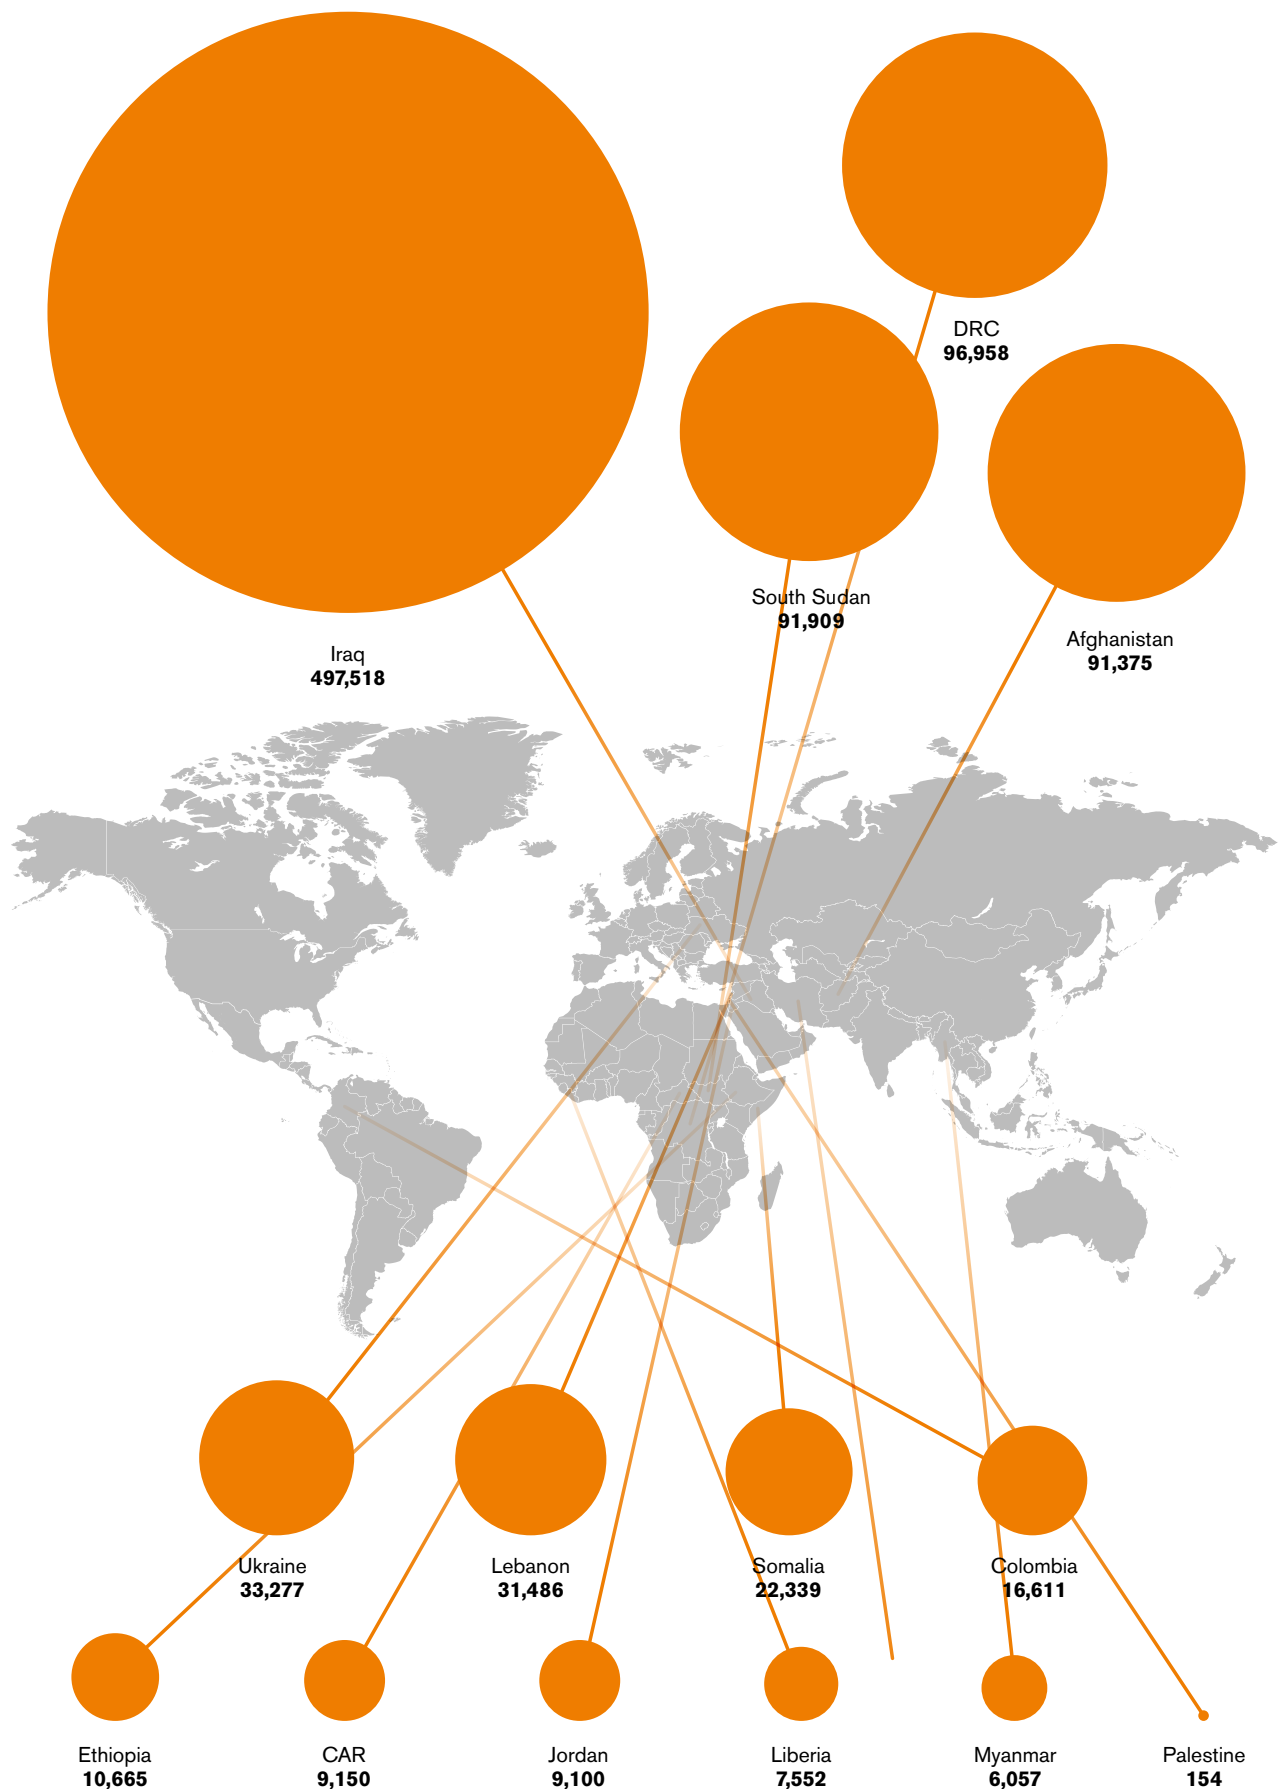 DRC
96,958
South Sudan
91,909
Afghanistan
91,375
Iraq
497,518
Ukraine
33,277
Lebanon
31,486
Somalia
22,339
Colombia
16,611
Ethiopia
10,665
CAR
9,150
Jordan
9,100
Liberia
7,552
Myanmar
6,057
Palestine
154